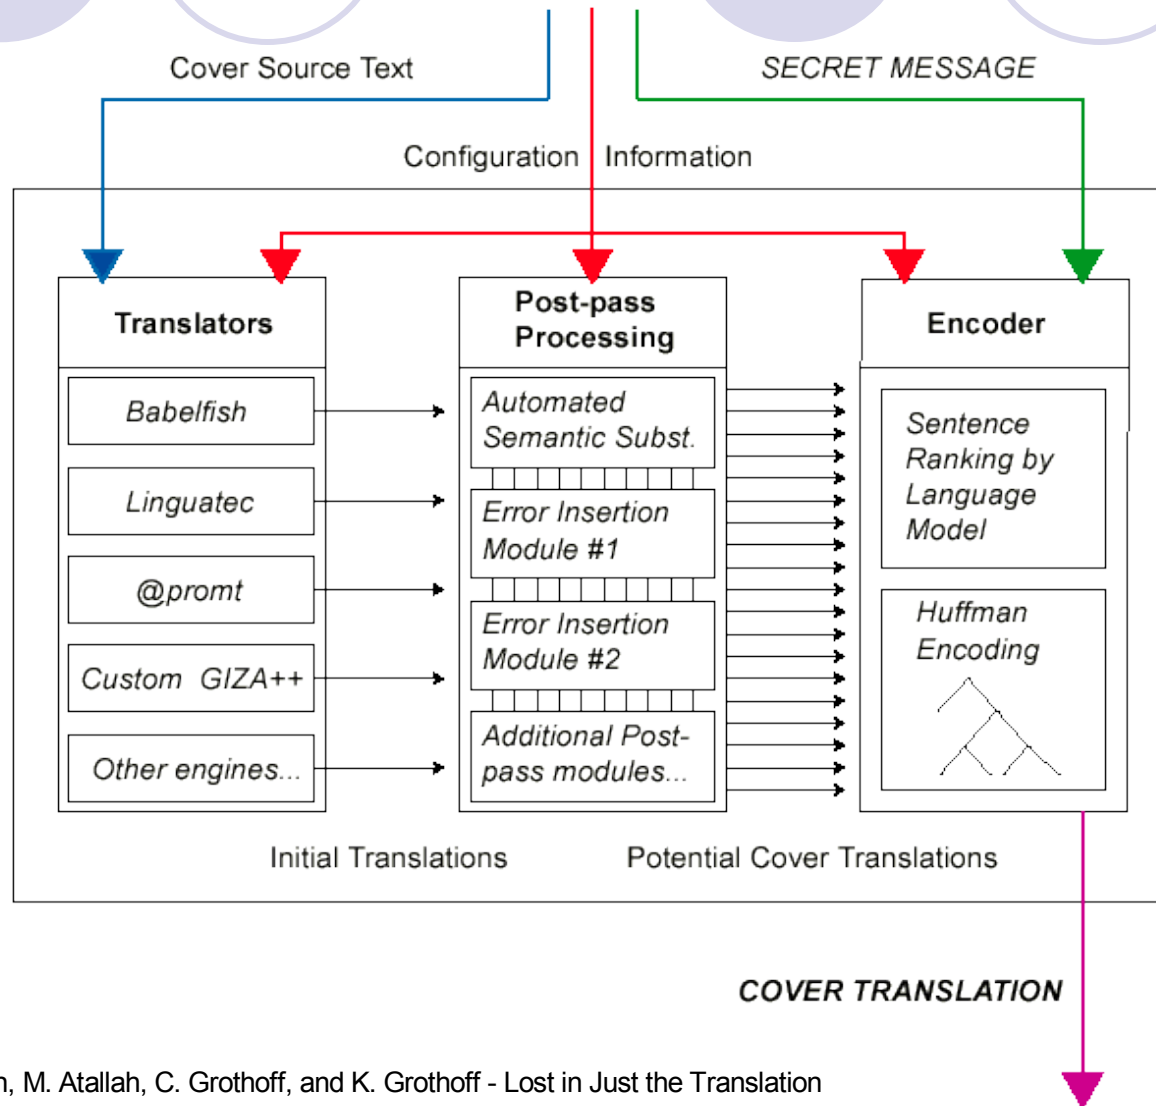 Cover Source Text
SECRET MESSAGE
Configuration Information
Translators
Babelfish
Linguatec
@promt
Custom GIZA++
Other engines...
Post-pass
Processing
Automated
Semantic Subst.
Error Insertion
Module #1
Error Insertion
Module #2
Additional Post-
pass modules...
Encoder
Sentence
Ranking by
Language
Model
Huffman
Encoding
Initial Translations
Potential Cover Translations
COVER TRANSLATION
M. Atallah, C. Grothoff, and K. Grothoff - Lost in Just the Translation